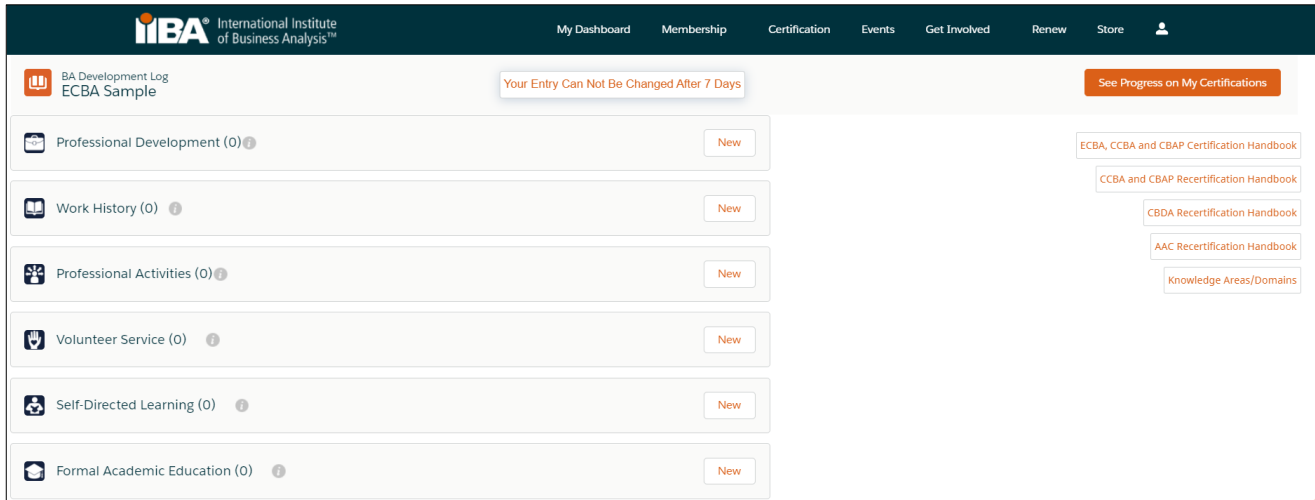 IIBA® International Institute of Business Analysis™
My Dashboard Membership Certification Events Get Involved Renew Store
BA Development Log
ECBA Sample
Your Entry Can Not Be Changed After 7 Days
See Progress on My Certifications
Professional Development (0) i New
Work History (0) i New
Professional Activities (0) i New
Volunteer Service (0) i New
Self-Directed Learning (0) i New
Formal Academic Education (0) i New
ECBA, CCBA and CBAP Certification Handbook
CCBA and CBAP Recertification Handbook
CBDA Recertification Handbook
AAC Recertification Handbook
Knowledge Areas/Domains